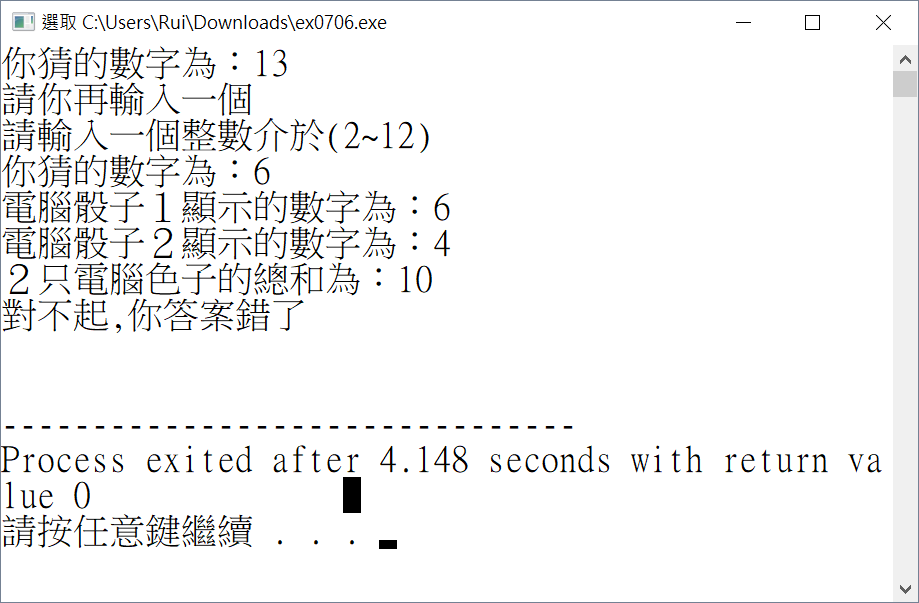 選取 C:\Users\Rui\Downloads\ex0706.exe
你猜的數字為：13
請你再輸入一個
請輸入一個整數介於(2~12)
你猜的數字為：6
電腦骰子１顯示的數字為：6
電腦骰子２顯示的數字為：4
２只電腦色子的總和為：10
對不起,你答案錯了
--------------------------------
Process exited after 4.148 seconds with return va
lue 0
請按任意鍵繼續 . . .